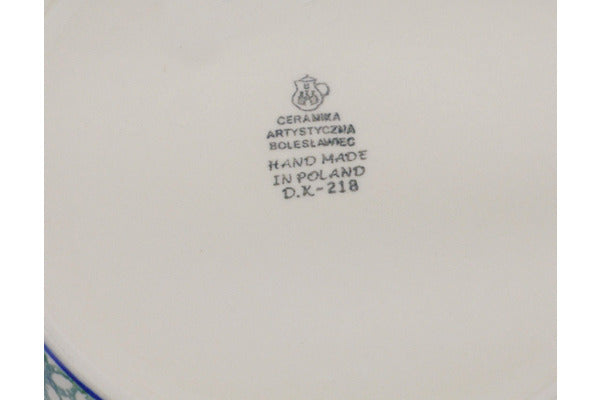 CERAMIKA
ARTYSTYCZNA
BOLESŁAWIEC
HAND MADE
IN POLAND
D.K-218